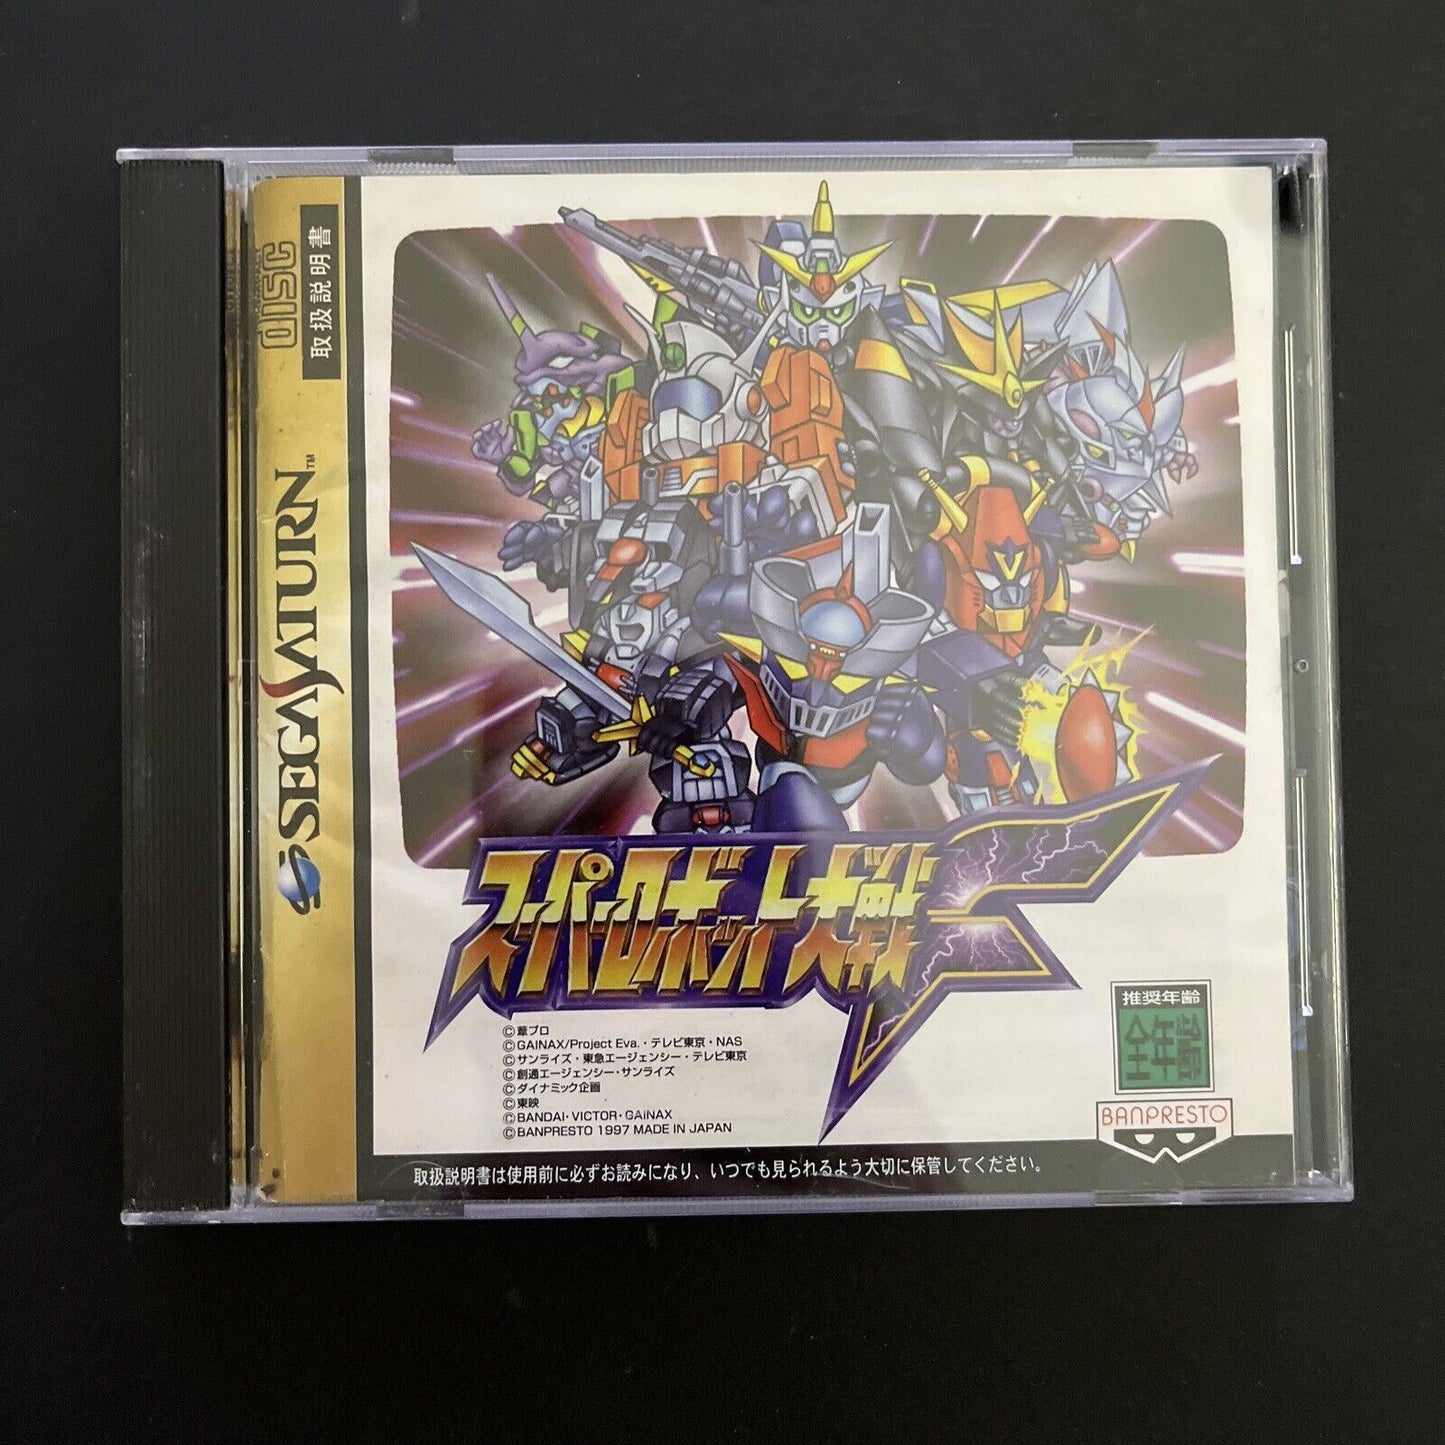 DISC
取扱説明書
SEGA SATURN™
V
スーパーロボット大戦F
©葦プロ
©GAINAX/Project Eva.・テレビ東京・NAS
©サンライズ・東急エージェンシー・テレビ東京
©創通エージェンシー・サンライズ
©ダイナミック企画
©東映
©BANDAI・VICTOR・GAINAX
©BANPRESTO 1997 MADE IN JAPAN
推奨年齢
全年齢
BANPRESTO
取扱説明書は使用前に必ずお読みになり、いつでも見られるよう大切に保管してください。